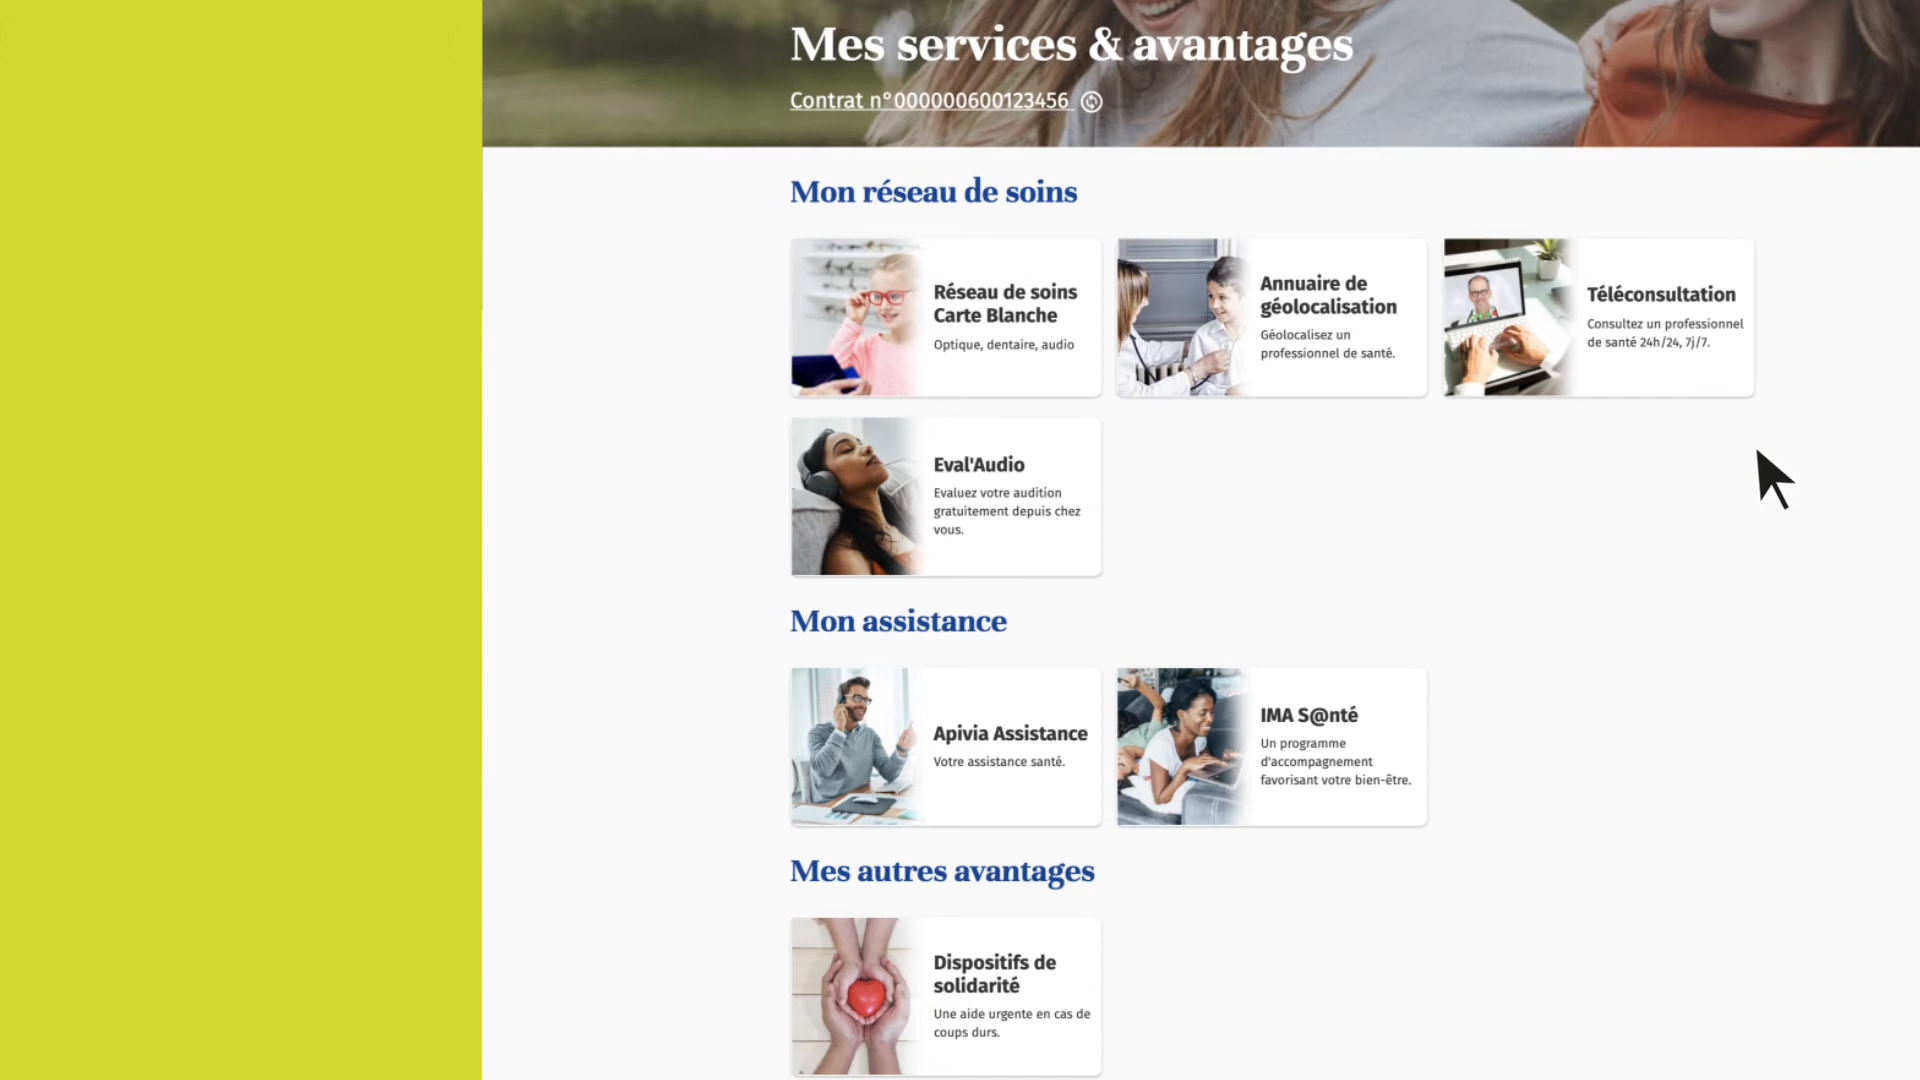 Mes services & avantages
Contrat n°000000600123456
Mon réseau de soins
Réseau de soins
Carte Blanche
Optique, dentaire, audio
Annuaire de
géolocalisation
Géolocalisez un
professionnel de santé.
Téléconsultation
Consultez un professionnel
de santé 24h/24, 7j/7.
Eval'Audio
Evaluez votre audition
gratuitement depuis chez
vous.
Mon assistance
Apivia Assistance
Votre assistance santé.
IMA S@nté
Un programme
d'accompagnement
favorisant votre bien-être.
Mes autres avantages
Dispositifs de
solidarité
Une aide urgente en cas de
coups durs.